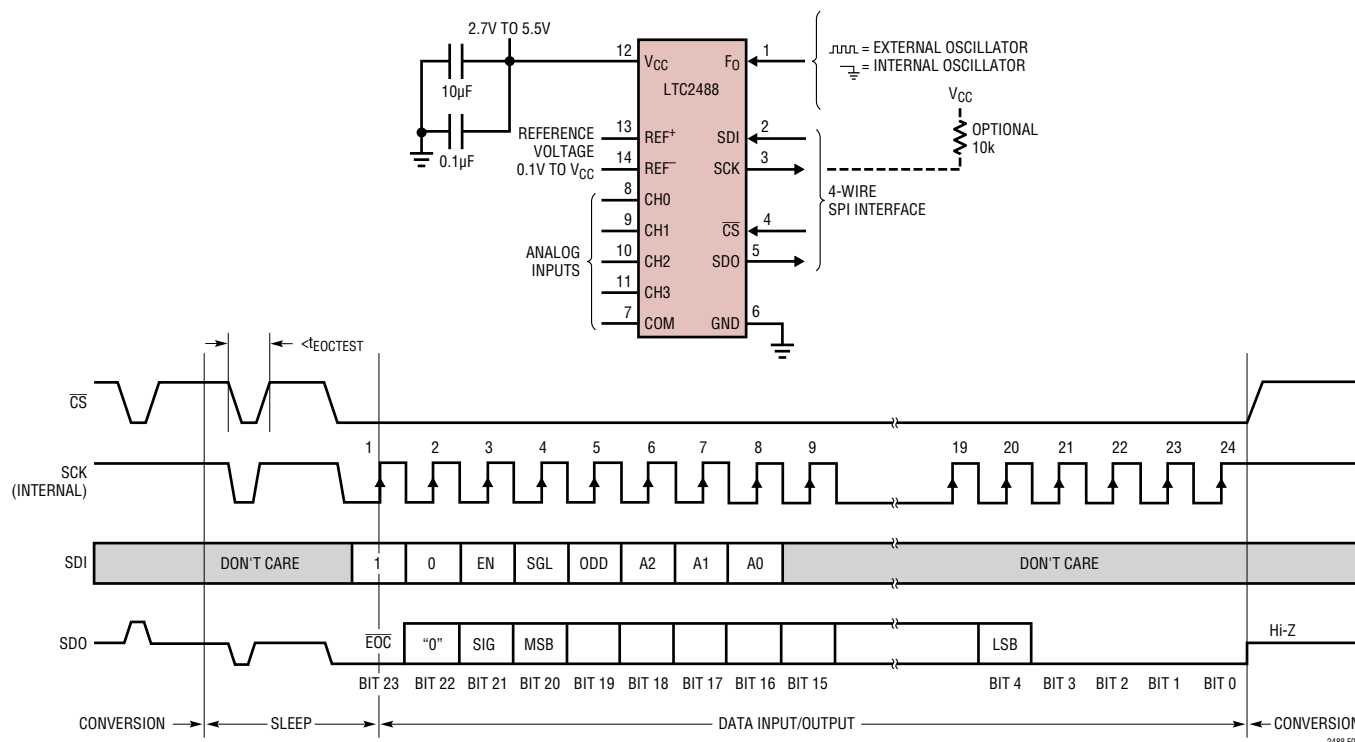 2.7V TO 5.5V
10µF
0.1µF
REFERENCE
VOLTAGE
0.1V TO VCC
ANALOG
INPUTS
12
13
14
8
9
10
11
7
VCC
LTC2488
REF+
REF–
CH0
CH1
CH2
CH3
COM
FO
SDI
SCK
CS
SDO
GND
1
2
3
4
5
6
= EXTERNAL OSCILLATOR
= INTERNAL OSCILLATOR
VCC
OPTIONAL
10k
4-WIRE
SPI INTERFACE
<tEOCTEST
CS
SCK
(INTERNAL)
1 2 3 4 5 6 7 8 9 19 20 21 22 23 24
SDI DON'T CARE 1 0 EN SGL ODD A2 A1 A0 DON'T CARE
SDO EOC "0" SIG MSB LSB Hi-Z
BIT 23 BIT 22 BIT 21 BIT 20 BIT 19 BIT 18 BIT 17 BIT 16 BIT 15 BIT 4 BIT 3 BIT 2 BIT 1 BIT 0
CONVERSION SLEEP DATA INPUT/OUTPUT CONVERSION